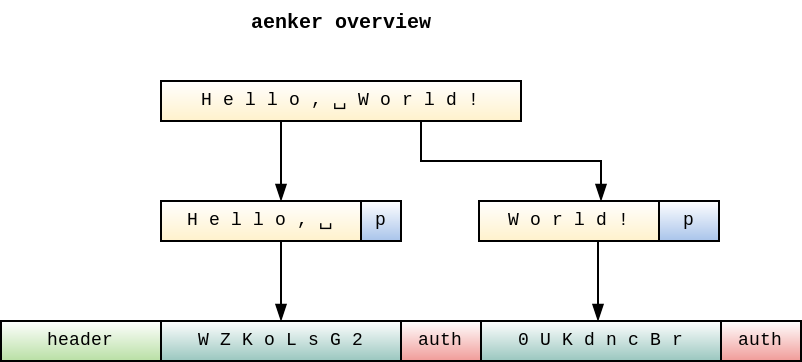 aenker overview
H e l l o , ␣ W o r l d !
H e l l o , ␣ p W o r l d ! p
header W Z K o L s G 2 auth 0 U K d n c B r auth